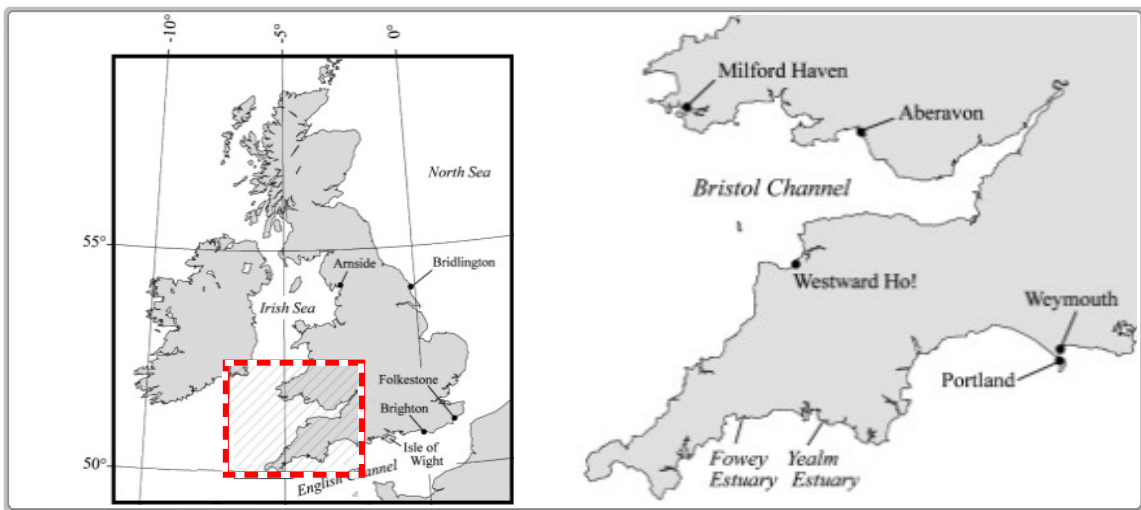 -10°
-5°
0°
North Sea
55°
Arnside
Bridlington
Irish Sea
Folkestone
Brighton
Isle of
Wight
50°
English Channel
Milford Haven
Aberavon
Bristol Channel
Westward Ho!
Weymouth
Portland
Fowey
Estuary
Yealm
Estuary